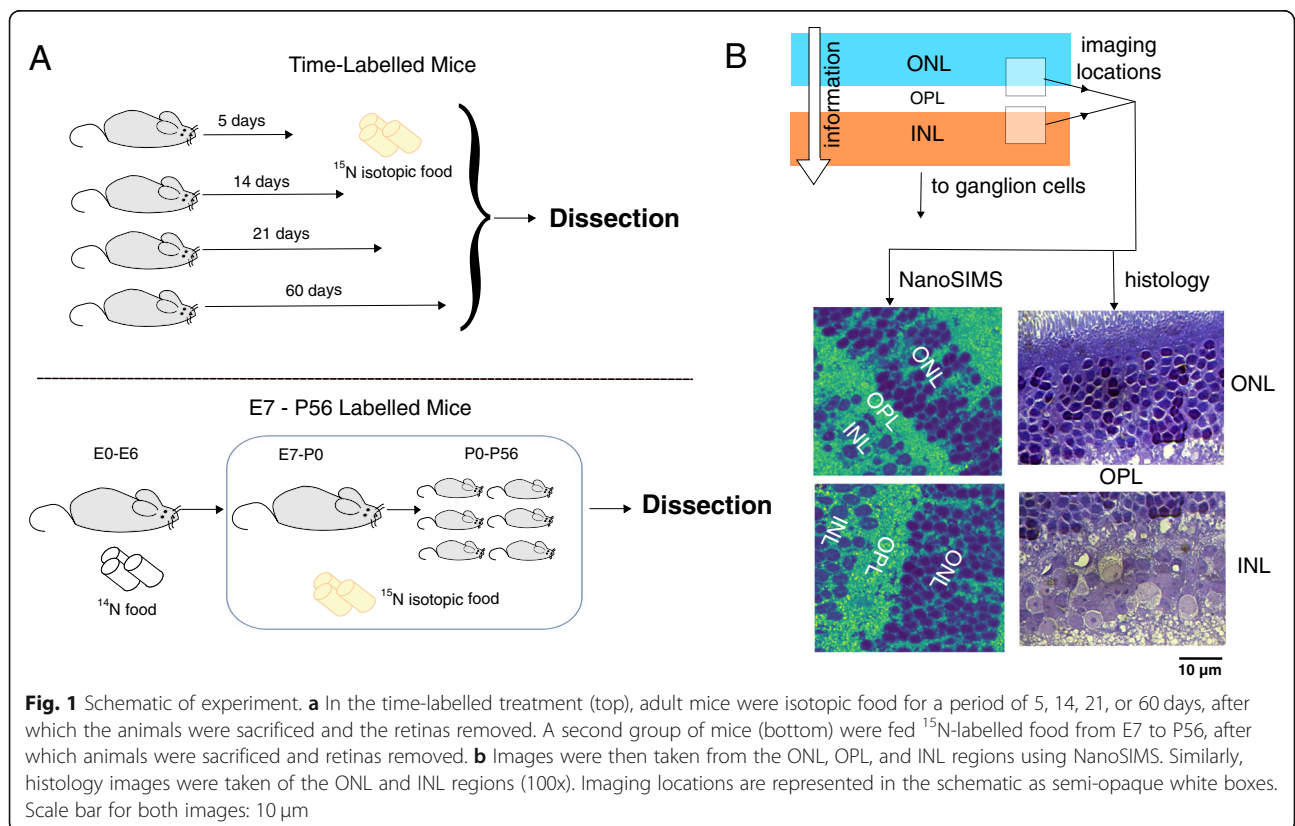 A
Time-Labelled Mice
5 days
¹⁵N isotopic food
14 days
21 days
60 days
Dissection
E7 - P56 Labelled Mice
E0-E6
E7-P0
P0-P56
Dissection
¹⁴N food
¹⁵N isotopic food
B
information
ONL
OPL
INL
imaging
locations
to ganglion cells
NanoSIMS
histology
ONL
OPL
INL
INL
OPL
ONL
ONL
OPL
INL
10 µm
Fig. 1 Schematic of experiment. a In the time-labelled treatment (top), adult mice were isotopic food for a period of 5, 14, 21, or 60 days, after
which the animals were sacrificed and the retinas removed. A second group of mice (bottom) were fed ¹⁵N-labelled food from E7 to P56, after
which animals were sacrificed and retinas removed. b Images were then taken from the ONL, OPL, and INL regions using NanoSIMS. Similarly,
histology images were taken of the ONL and INL regions (100x). Imaging locations are represented in the schematic as semi-opaque white boxes.
Scale bar for both images: 10 µm